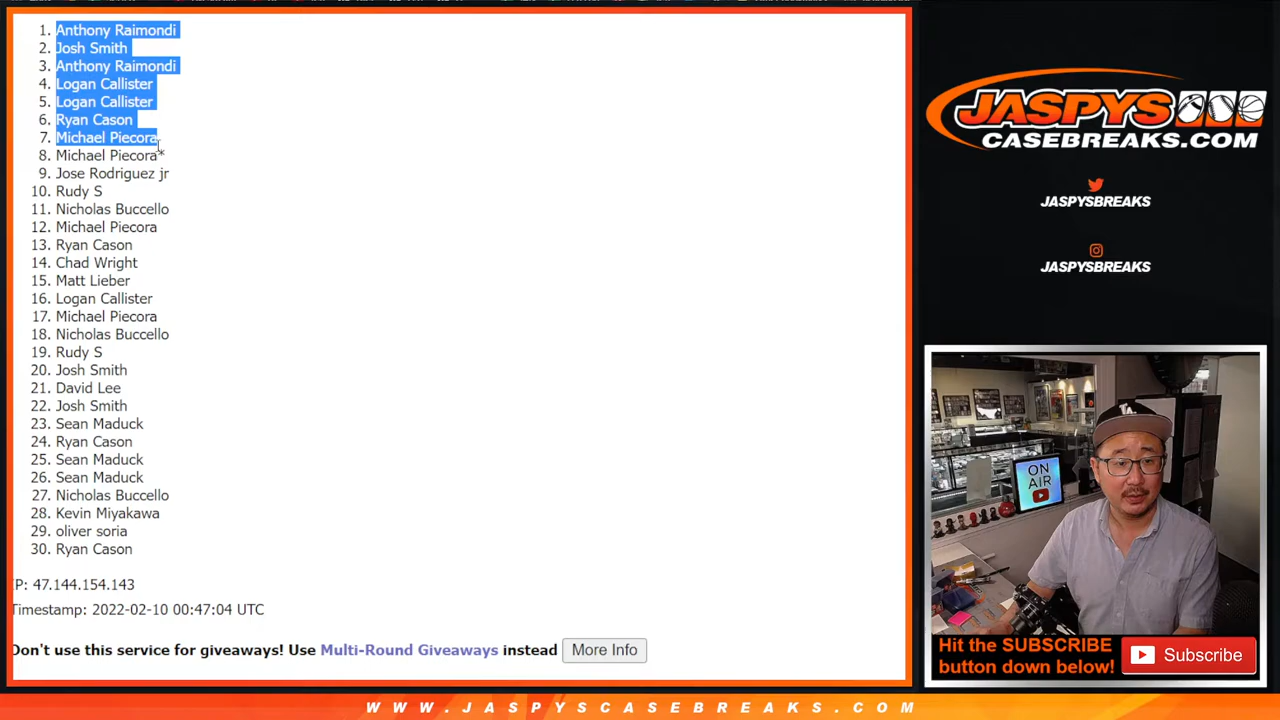 1. Anthony Raimondi
2. Josh Smith
3. Anthony Raimondi
4. Logan Callister
5. Logan Callister
6. Ryan Cason
7. Michael Piecora
8. Michael Piecora*
9. Jose Rodriguez jr
10. Rudy S
11. Nicholas Buccello
12. Michael Piecora
13. Ryan Cason
14. Chad Wright
15. Matt Lieber
16. Logan Callister
17. Michael Piecora
18. Nicholas Buccello
19. Rudy S
20. Josh Smith
21. David Lee
22. Josh Smith
23. Sean Maduck
24. Ryan Cason
25. Sean Maduck
26. Sean Maduck
27. Nicholas Buccello
28. Kevin Miyakawa
29. oliver soria
30. Ryan Cason
IP: 47.144.154.143
Timestamp: 2022-02-10 00:47:04 UTC
Don't use this service for giveaways! Use Multi-Round Giveaways instead More Info
JASPYS
CASEBREAKS.COM
JASPYSBREAKS
JASPYSBREAKS
ON
AIR
Hit the SUBSCRIBE
button down below!
Subscribe
WWW.JASPYSCASEBREAKS.COM